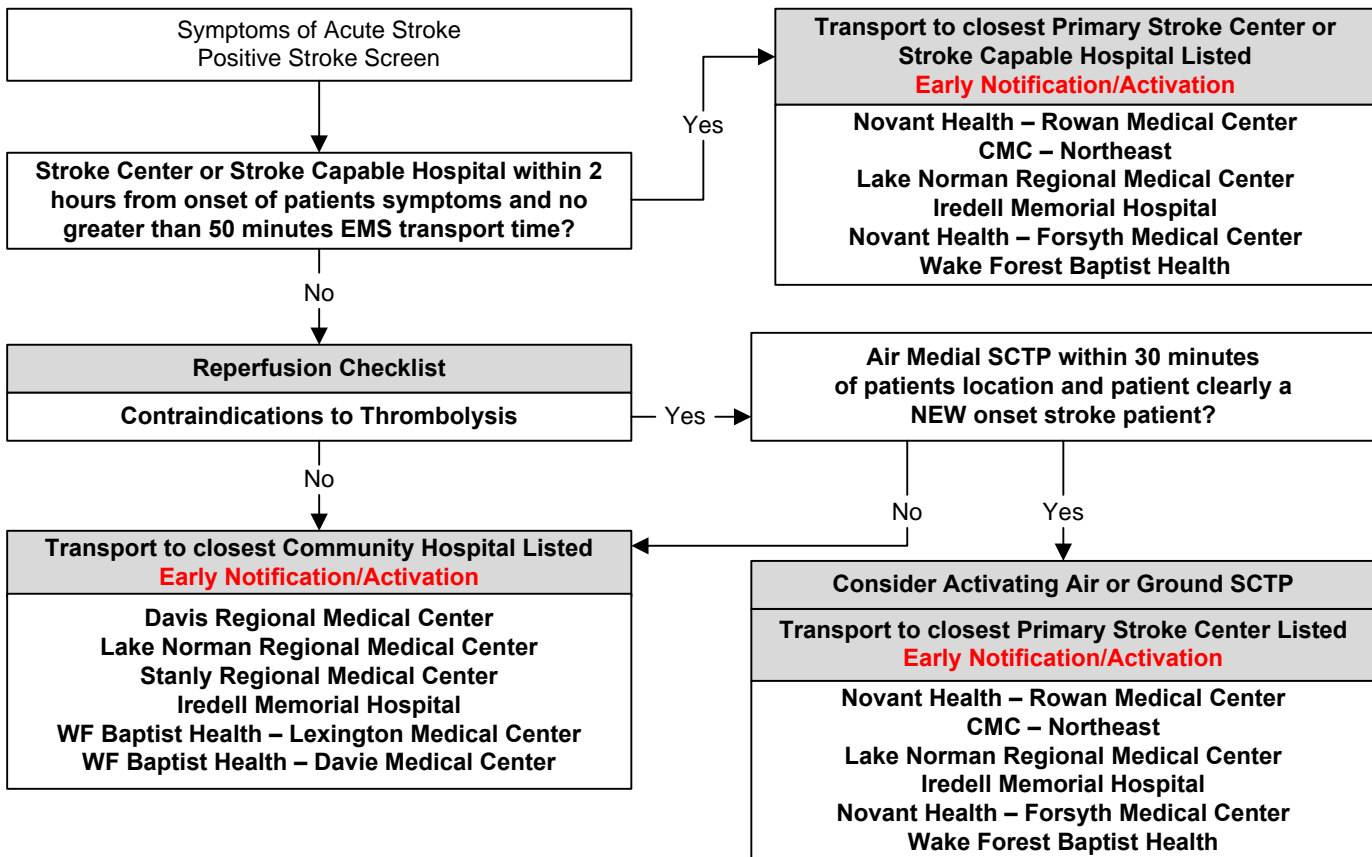 Symptoms of Acute Stroke
Positive Stroke Screen
Transport to closest Primary Stroke Center or
Stroke Capable Hospital Listed
Early Notification/Activation
Novant Health – Rowan Medical Center
CMC – Northeast
Lake Norman Regional Medical Center
Iredell Memorial Hospital
Novant Health – Forsyth Medical Center
Wake Forest Baptist Health
Yes
Stroke Center or Stroke Capable Hospital within 2
hours from onset of patients symptoms and no
greater than 50 minutes EMS transport time?
No
Reperfusion Checklist
Contraindications to Thrombolysis
Yes
Air Medial SCTP within 30 minutes
of patients location and patient clearly a
NEW onset stroke patient?
No
No
Yes
Transport to closest Community Hospital Listed
Early Notification/Activation
Davis Regional Medical Center
Lake Norman Regional Medical Center
Stanly Regional Medical Center
Iredell Memorial Hospital
WF Baptist Health – Lexington Medical Center
WF Baptist Health – Davie Medical Center
Consider Activating Air or Ground SCTP
Transport to closest Primary Stroke Center Listed
Early Notification/Activation
Novant Health – Rowan Medical Center
CMC – Northeast
Lake Norman Regional Medical Center
Iredell Memorial Hospital
Novant Health – Forsyth Medical Center
Wake Forest Baptist Health